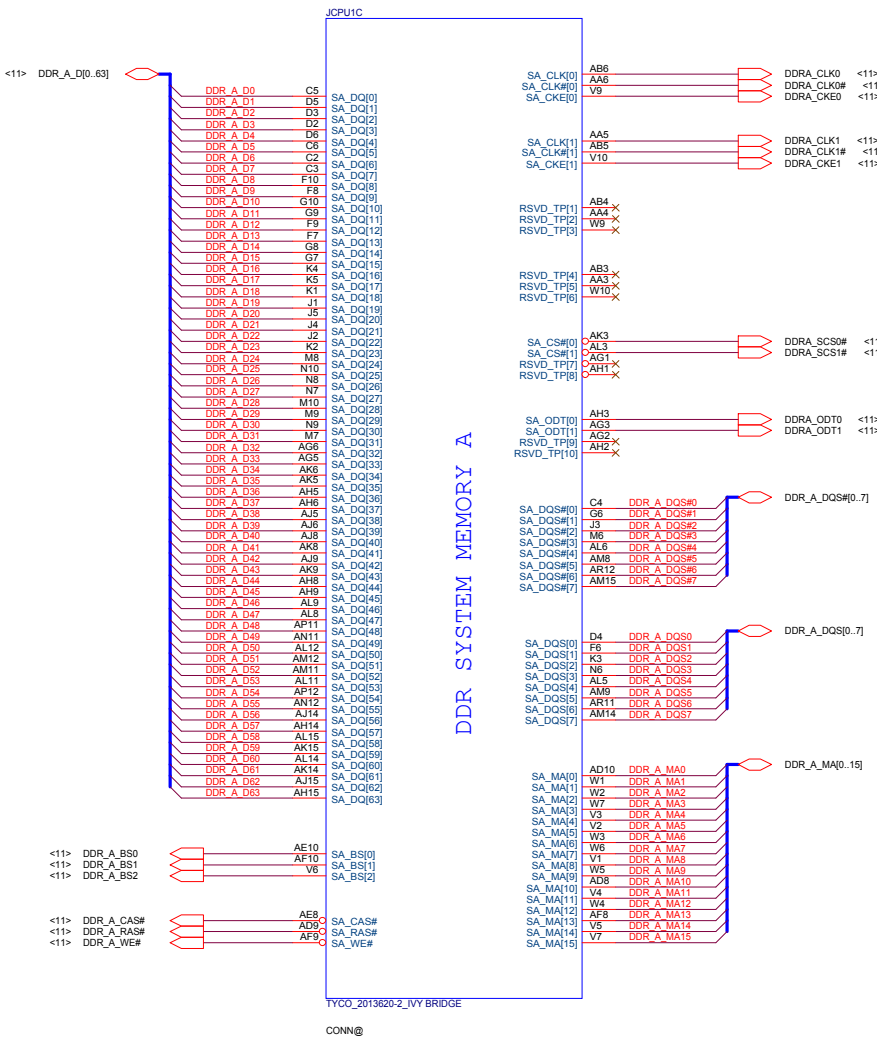 JCPU1C
<11> DDR_A_D[0..63]
DDR_A_D0 C5 SA_DQ[0]
DDR_A_D1 D5 SA_DQ[1]
DDR_A_D2 D3 SA_DQ[2]
DDR_A_D3 D2 SA_DQ[3]
DDR_A_D4 D6 SA_DQ[4]
DDR_A_D5 C6 SA_DQ[5]
DDR_A_D6 C2 SA_DQ[6]
DDR_A_D7 C3 SA_DQ[7]
DDR_A_D8 F10 SA_DQ[8]
DDR_A_D9 F8 SA_DQ[9]
DDR_A_D10 G10 SA_DQ[10]
DDR_A_D11 G9 SA_DQ[11]
DDR_A_D12 F9 SA_DQ[12]
DDR_A_D13 F7 SA_DQ[13]
DDR_A_D14 G8 SA_DQ[14]
DDR_A_D15 G7 SA_DQ[15]
DDR_A_D16 K4 SA_DQ[16]
DDR_A_D17 K5 SA_DQ[17]
DDR_A_D18 K1 SA_DQ[18]
DDR_A_D19 J1 SA_DQ[19]
DDR_A_D20 J5 SA_DQ[20]
DDR_A_D21 J4 SA_DQ[21]
DDR_A_D22 J2 SA_DQ[22]
DDR_A_D23 K2 SA_DQ[23]
DDR_A_D24 M8 SA_DQ[24]
DDR_A_D25 N10 SA_DQ[25]
DDR_A_D26 N8 SA_DQ[26]
DDR_A_D27 N7 SA_DQ[27]
DDR_A_D28 M10 SA_DQ[28]
DDR_A_D29 M9 SA_DQ[29]
DDR_A_D30 N9 SA_DQ[30]
DDR_A_D31 M7 SA_DQ[31]
DDR_A_D32 AG6 SA_DQ[32]
DDR_A_D33 AG5 SA_DQ[33]
DDR_A_D34 AK6 SA_DQ[34]
DDR_A_D35 AK5 SA_DQ[35]
DDR_A_D36 AH5 SA_DQ[36]
DDR_A_D37 AH6 SA_DQ[37]
DDR_A_D38 AJ5 SA_DQ[38]
DDR_A_D39 AJ6 SA_DQ[39]
DDR_A_D40 AJ8 SA_DQ[40]
DDR_A_D41 AK8 SA_DQ[41]
DDR_A_D42 AJ9 SA_DQ[42]
DDR_A_D43 AK9 SA_DQ[43]
DDR_A_D44 AH8 SA_DQ[44]
DDR_A_D45 AH9 SA_DQ[45]
DDR_A_D46 AL9 SA_DQ[46]
DDR_A_D47 AL8 SA_DQ[47]
DDR_A_D48 AP11 SA_DQ[48]
DDR_A_D49 AN11 SA_DQ[49]
DDR_A_D50 AL12 SA_DQ[50]
DDR_A_D51 AM12 SA_DQ[51]
DDR_A_D52 AM11 SA_DQ[52]
DDR_A_D53 AL11 SA_DQ[53]
DDR_A_D54 AP12 SA_DQ[54]
DDR_A_D55 AN12 SA_DQ[55]
DDR_A_D56 AJ14 SA_DQ[56]
DDR_A_D57 AH14 SA_DQ[57]
DDR_A_D58 AL15 SA_DQ[58]
DDR_A_D59 AK15 SA_DQ[59]
DDR_A_D60 AL14 SA_DQ[60]
DDR_A_D61 AK14 SA_DQ[61]
DDR_A_D62 AJ15 SA_DQ[62]
DDR_A_D63 AH15 SA_DQ[63]
<11> DDR_A_BS0 AE10 SA_BS[0]
<11> DDR_A_BS1 AF10 SA_BS[1]
<11> DDR_A_BS2 V6 SA_BS[2]
<11> DDR_A_CAS# AE8 SA_CAS#
<11> DDR_A_RAS# AD9 SA_RAS#
<11> DDR_A_WE# AF9 SA_WE#
DDR SYSTEM MEMORY A
SA_CLK[0] AB6 DDRA_CLK0 <11>
SA_CLK#[0] AA6 DDRA_CLK0# <11
SA_CKE[0] V9 DDRA_CKE0 <11>
SA_CLK[1] AA5 DDRA_CLK1 <11>
SA_CLK#[1] AB5 DDRA_CLK1# <11
SA_CKE[1] V10 DDRA_CKE1 <11>
RSVD_TP[1] AB4
RSVD_TP[2] AA4
RSVD_TP[3] W9
RSVD_TP[4] AB3
RSVD_TP[5] AA3
RSVD_TP[6] W10
SA_CS#[0] AK3 DDRA_SCS0# <11
SA_CS#[1] AL3 DDRA_SCS1# <11
RSVD_TP[7] AG1
RSVD_TP[8] AH1
SA_ODT[0] AH3 DDRA_ODT0 <11>
SA_ODT[1] AG3 DDRA_ODT1 <11>
RSVD_TP[9] AG2
RSVD_TP[10] AH2
DDR_A_DQS#[0..7]
SA_DQS#[0] C4 DDR_A_DQS#0
SA_DQS#[1] G6 DDR_A_DQS#1
SA_DQS#[2] J3 DDR_A_DQS#2
SA_DQS#[3] M6 DDR_A_DQS#3
SA_DQS#[4] AL6 DDR_A_DQS#4
SA_DQS#[5] AM8 DDR_A_DQS#5
SA_DQS#[6] AR12 DDR_A_DQS#6
SA_DQS#[7] AM15 DDR_A_DQS#7
DDR_A_DQS[0..7]
SA_DQS[0] D4 DDR_A_DQS0
SA_DQS[1] F6 DDR_A_DQS1
SA_DQS[2] K3 DDR_A_DQS2
SA_DQS[3] N6 DDR_A_DQS3
SA_DQS[4] AL5 DDR_A_DQS4
SA_DQS[5] AM9 DDR_A_DQS5
SA_DQS[6] AR11 DDR_A_DQS6
SA_DQS[7] AM14 DDR_A_DQS7
DDR_A_MA[0..15]
SA_MA[0] AD10 DDR_A_MA0
SA_MA[1] W1 DDR_A_MA1
SA_MA[2] W2 DDR_A_MA2
SA_MA[3] W7 DDR_A_MA3
SA_MA[4] V3 DDR_A_MA4
SA_MA[5] V2 DDR_A_MA5
SA_MA[6] W3 DDR_A_MA6
SA_MA[7] W6 DDR_A_MA7
SA_MA[8] V1 DDR_A_MA8
SA_MA[9] W5 DDR_A_MA9
SA_MA[10] AD8 DDR_A_MA10
SA_MA[11] V4 DDR_A_MA11
SA_MA[12] W4 DDR_A_MA12
SA_MA[13] AF8 DDR_A_MA13
SA_MA[14] V5 DDR_A_MA14
SA_MA[15] V7 DDR_A_MA15
TYCO_2013620-2_IVY BRIDGE
CONN@